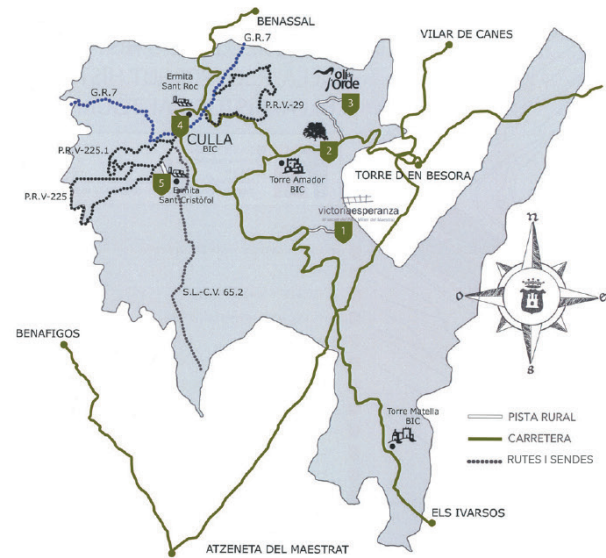 BENASSAL
G.R.7
VILAR DE CANES
Ermita
Sant Roc
Molí
l'Orde
G.R.7
P.R.V.-29
3
4
CULLA
BIC
P.R.V-225.1
2
Torre Amador
BIC
TORRE D EN BESORA
5
Ermita
Sant Cristòfol
P.R.V-225
victoriaesperanza
1
n
o
e
s
S.L.-C.V. 65.2
BENAFIGOS
Torre Matella
BIC
PISTA RURAL
CARRETERA
RUTES I SENDES
ELS IVARSOS
ATZENETA DEL MAESTRAT